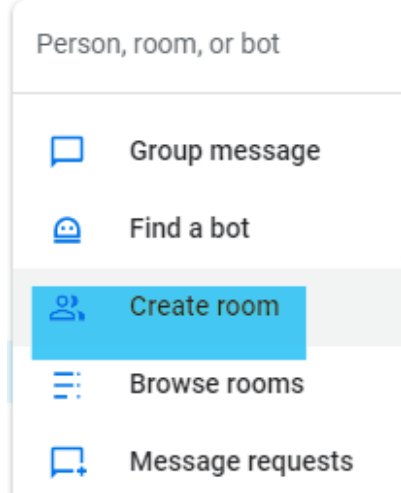 Person, room, or bot
Group message
Find a bot
Create room
Browse rooms
Message requests